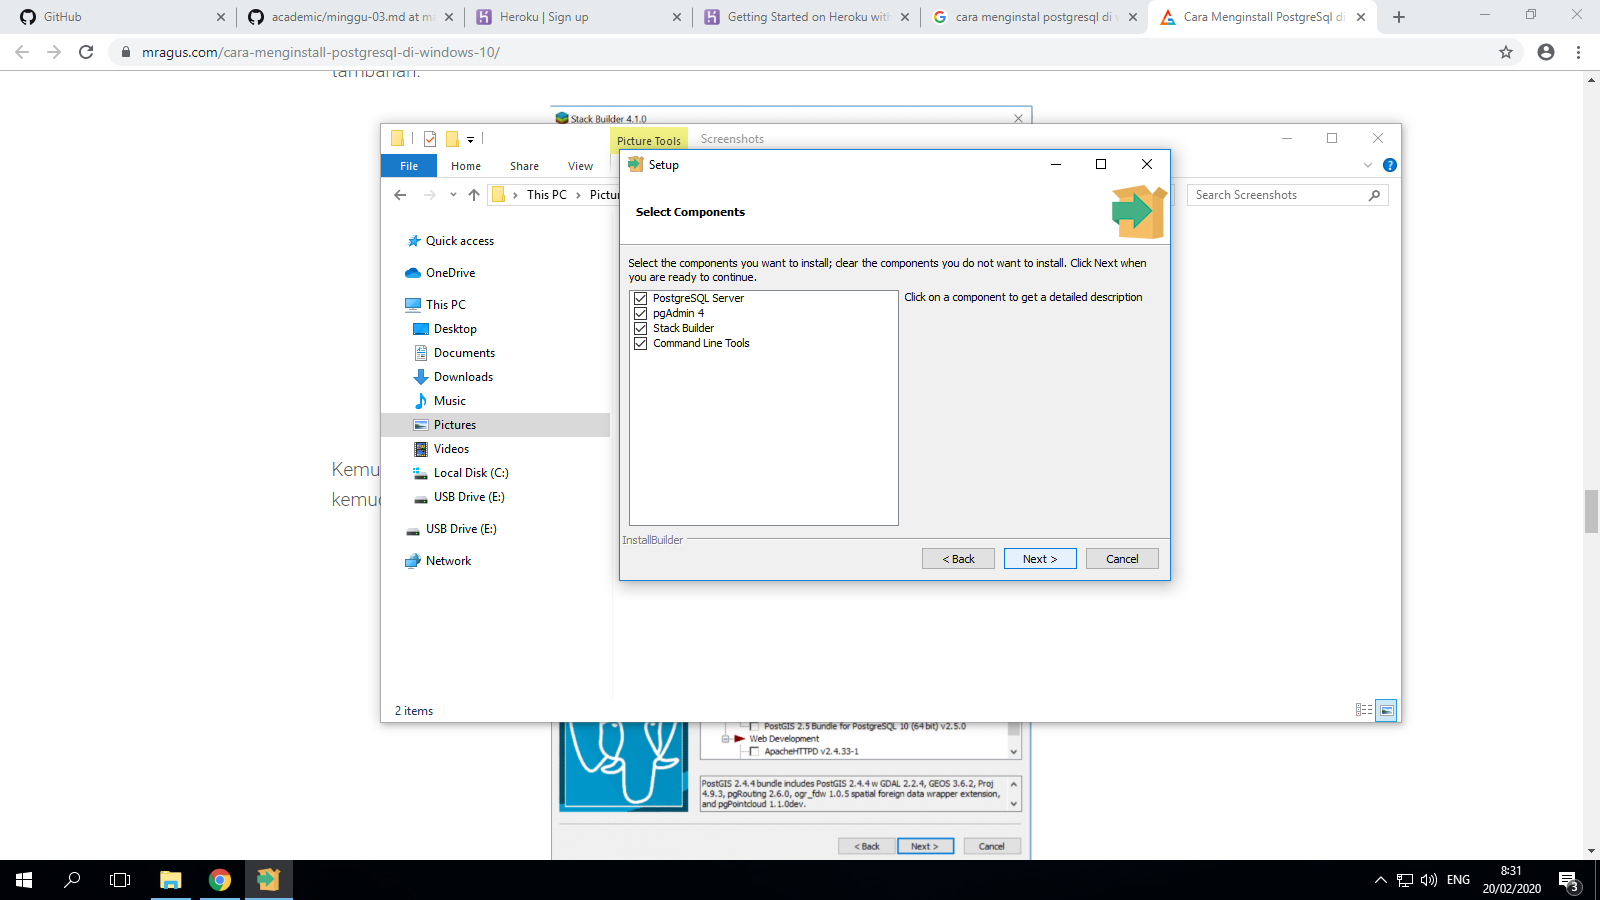 GitHub
academic/minggu-03.md at ma
Heroku | Sign up
Getting Started on Heroku with
cara menginstal postgresql di w
Cara Menginstall PostgreSql di
mragus.com/cara-menginstall-postgresql-di-windows-10/
tambahan.
Stack Builder 4.1.0
Picture Tools
Screenshots
File
Home
Share
View
This PC
Pictu
Search Screenshots
Quick access
OneDrive
This PC
Desktop
Documents
Downloads
Music
Pictures
Videos
Local Disk (C:)
USB Drive (E:)
USB Drive (E:)
Network
2 items
Setup
Select Components
Select the components you want to install; clear the components you do not want to install. Click Next when
you are ready to continue.
PostgreSQL Server
pgAdmin 4
Stack Builder
Command Line Tools
Click on a component to get a detailed description
InstallBuilder
< Back
Next >
Cancel
Kemu
kemud
PostGIS 2.5 Bundle for PostgreSQL 10 (64 bit) v2.5.0
Web Development
ApacheHTTPD v2.4.33-1
PostGIS 2.4.4 bundle includes PostGIS 2.4.4 w GDAL 2.2.4, GEOS 3.6.2, Proj
4.9.3, pgRouting 2.6.0, ogr_fdw 1.0.5 spatial foreign data wrapper extension,
and pgPointcloud 1.1.0dev.
< Back
Next >
Cancel
ENG
8:31
20/02/2020
3